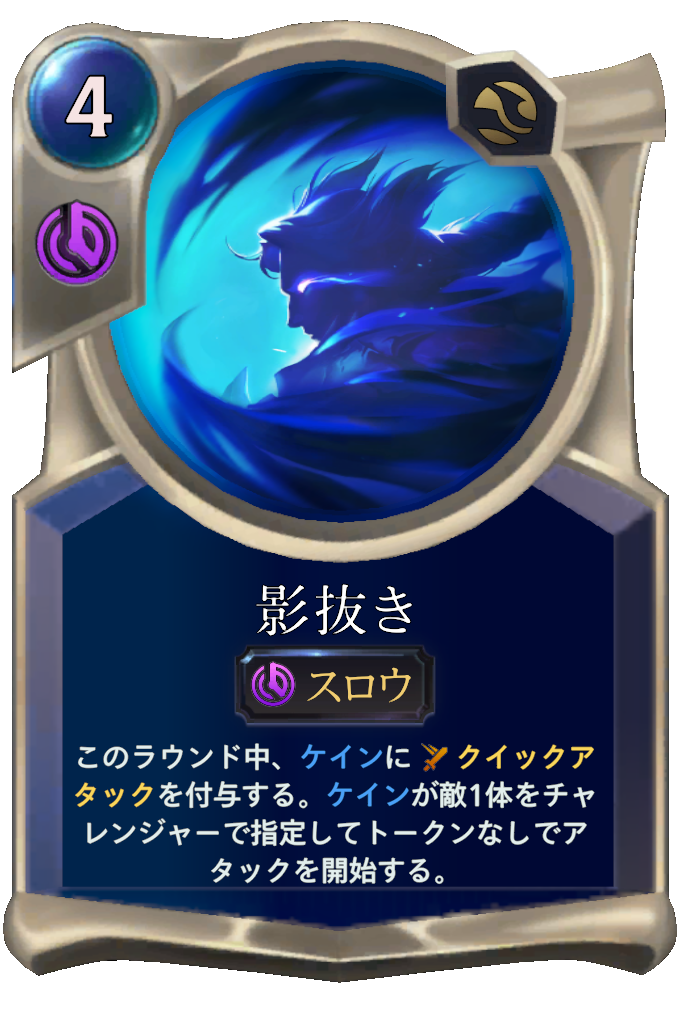 4
影抜き
スロウ
このラウンド中、ケインにクイックア
タックを付与する。ケインが敵1体をチャ
レンジャーで指定してトークンなしでア
タックを開始する。